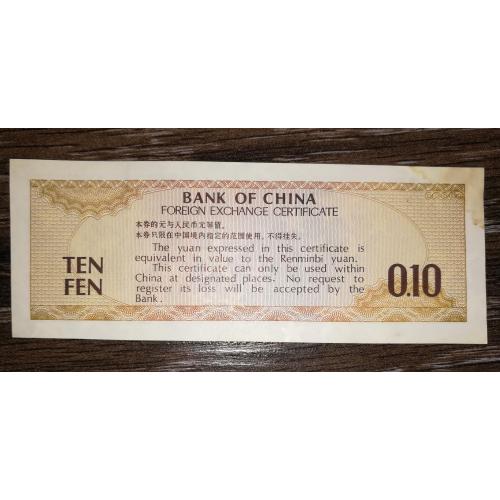 BANK OF CHINA
FOREIGN EXCHANGE CERTIFICATE
本券的元与人民币元等值。
本券只限在中国境内指定的范围使用，不得挂失。
The yuan expressed in this certificate is
equivalent in value to the Renminbi yuan.
This certificate can only be used within
China at designated places. No request to
register its loss will be accepted by the
Bank.
TEN
FEN
0.10